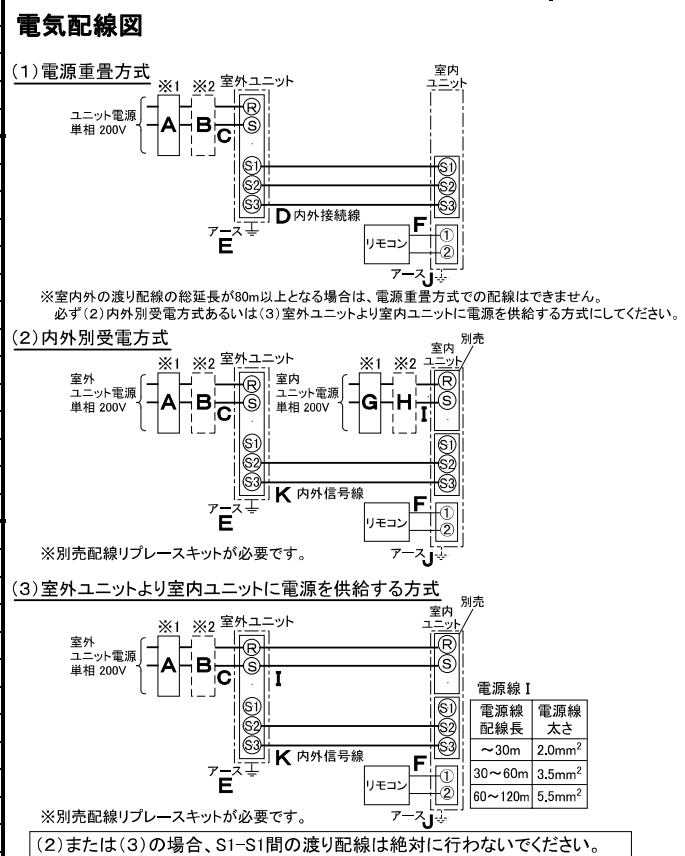 電気配線図
(1)電源重畳方式
※1 ※2 室外ユニット
室内
ユニット
ユニット電源
単相 200V
A B C
R
S
S1 S1
S2 S2
S3 S3
D 内外接続線
アース
E
F
リモコン
①
②
アース J
※室内外の渡り配線の総延長が80m以上となる場合は、電源重畳方式での配線はできません。
必ず(2)内外別受電方式あるいは(3)室外ユニットより室内ユニットに電源を供給する方式にしてください。
(2)内外別受電方式
※1 ※2 室外ユニット
※1 ※2
室内
ユニット
別売
室外
ユニット電源
単相 200V
A B C
R
S
室内
ユニット電源
単相 200V
G H I
R
S
S1 S1
S2 S2
S3 S3
K 内外信号線
アース
E
F
リモコン
①
②
アース J
※別売配線リプレースキットが必要です。
(3)室外ユニットより室内ユニットに電源を供給する方式
※1 ※2 室外ユニット
室内
ユニット
別売
室外
ユニット電源
単相 200V
A B C
R R
S S
I
S1 S1
S2 S2
S3 S3
K 内外信号線
アース
E
F
リモコン
①
②
アース J
電源線 I
電源線 電源線
配線長 太さ
～30m 2.0mm²
30～60m 3.5mm²
60～120m 5.5mm²
※別売配線リプレースキットが必要です。
(2)または(3)の場合、S1-S1間の渡り配線は絶対に行わないでください。